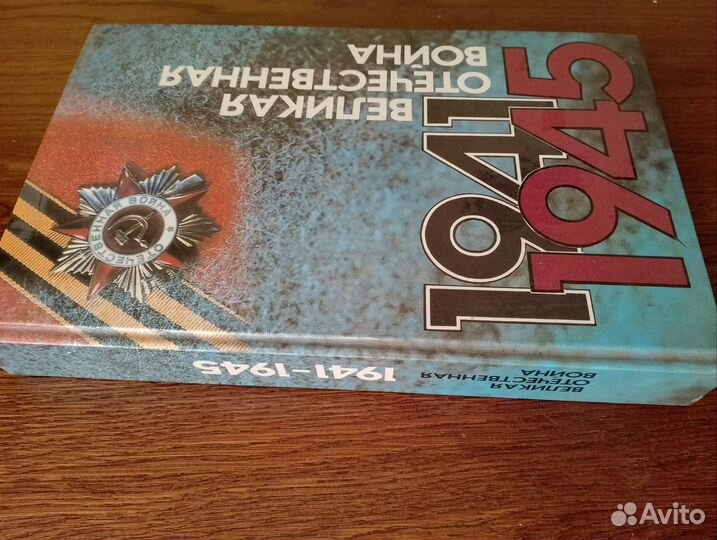 ВЕЛИКАЯ
ОТЕЧЕСТВЕННАЯ
ВОЙНА
1941
1945
ОТЕЧЕСТВЕННАЯ ВОЙНА
ВЕЛИКАЯ
ОТЕЧЕСТВЕННАЯ
ВОЙНА
1941-1945
Avito